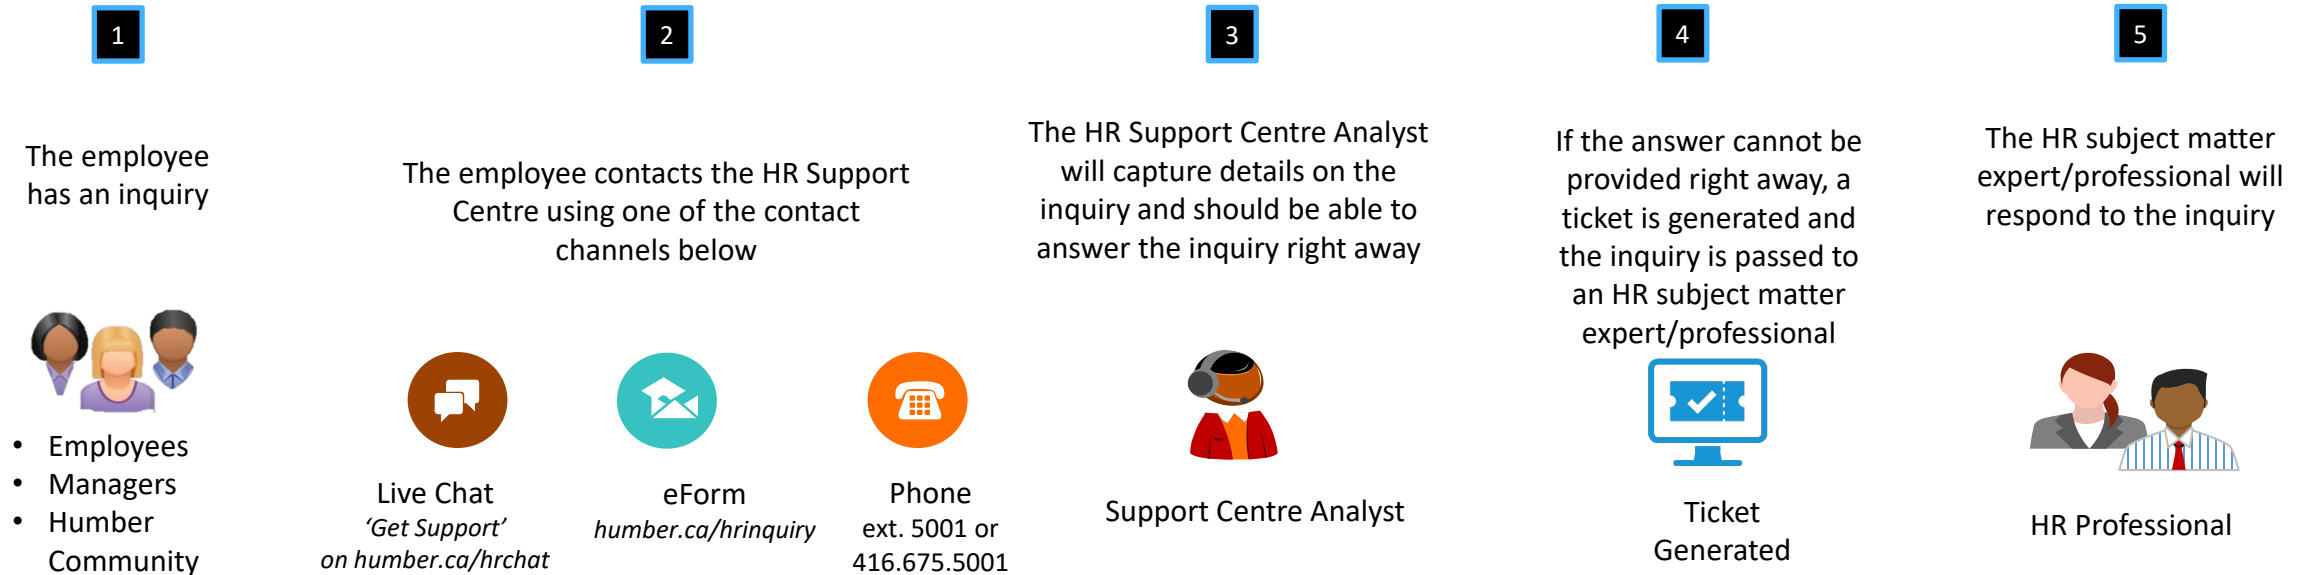 1
The employee
has an inquiry
• Employees
• Managers
• Humber
Community
2
The employee contacts the HR Support
Centre using one of the contact
channels below
Live Chat
‘Get Support’
on humber.ca/hrchat
eForm
humber.ca/hrinquiry
Phone
ext. 5001 or
416.675.5001
3
The HR Support Centre Analyst
will capture details on the
inquiry and should be able to
answer the inquiry right away
Support Centre Analyst
4
If the answer cannot be
provided right away, a
ticket is generated and
the inquiry is passed to
an HR subject matter
expert/professional
Ticket
Generated
5
The HR subject matter
expert/professional will
respond to the inquiry
HR Professional